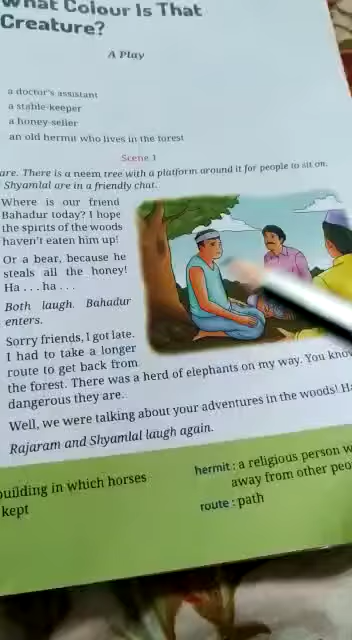 What Colour Is That
Creature?
A Play
a doctor's assistant
a stable-keeper
a honey-seller
an old hermit who lives in the forest
Scene 1
are. There is a neem tree with a platform around it for people to sit on.
Shyamlal are in a friendly chat.
Where is our friend
Bahadur today? I hope
the spirits of the woods
haven't eaten him up!
Or a bear, because he
steals all the honey!
Ha . . . ha . . .
Both laugh. Bahadur
enters.
Sorry friends, I got late.
I had to take a longer
route to get back from
the forest. There was a herd of elephants on my way. You know
dangerous they are.
Well, we were talking about your adventures in the woods!
Rajaram and Shyamlal laugh again.
building in which horses
kept
hermit : a religious person
away from other
route : path